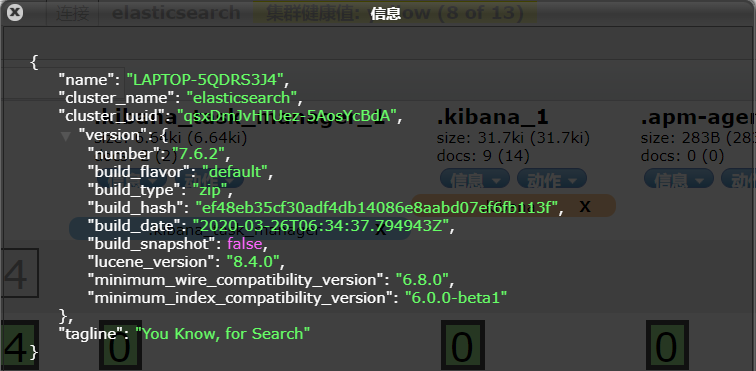 连接 elasticsearch 集群健康值: yellow (8 of 13)
信息
{
"name": "LAPTOP-5QDRS3J4",
"cluster_name": "elasticsearch",
"cluster_uuid": "qsxDmJvHTUez-5AosYcBdA",
"version": {
"number": "7.6.2",
"build_flavor": "default",
"build_type": "zip",
"build_hash": "ef48eb35cf30adf4db14086e8aabd07ef6fb113f",
"build_date": "2020-03-26T06:34:37.794943Z",
"build_snapshot": false,
"lucene_version": "8.4.0",
"minimum_wire_compatibility_version": "6.8.0",
"minimum_index_compatibility_version": "6.0.0-beta1"
},
"tagline": "You Know, for Search"
}
.kibana_task_manager_1
(6.64ki)
.kibana_1
size: 31.7ki (31.7ki)
docs: 9 (14)
信息 动作
X
.apm-agen
size: 283B (283
docs: 0 (0)
信息 动作
.kibana_task_manager X
4
4 0 0 0